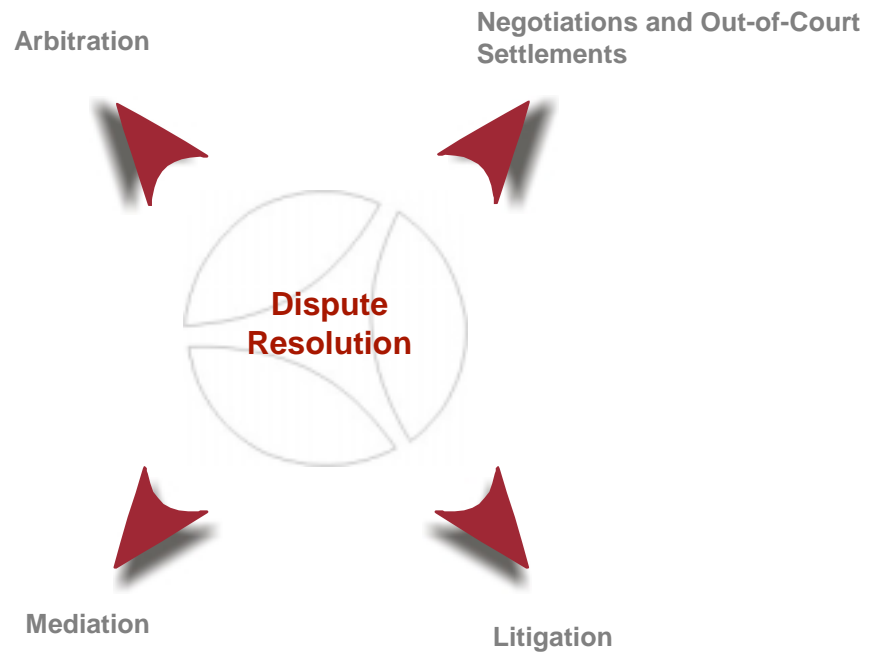 Arbitration
Negotiations and Out-of-Court
Settlements
Dispute
Resolution
Mediation
Litigation